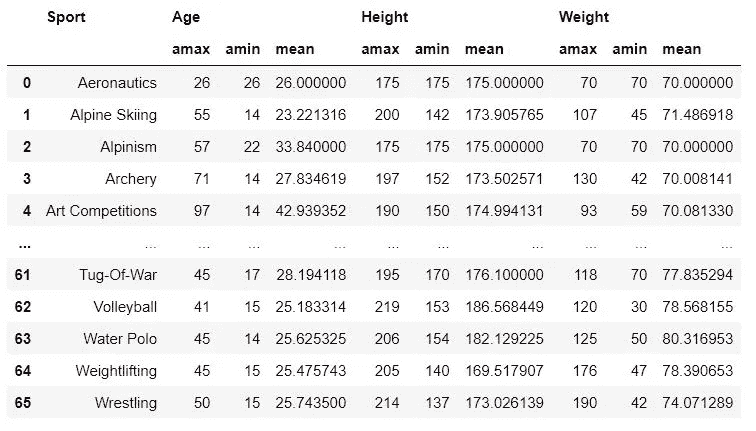 Sport Age Height Weight
amax amin mean amax amin mean amax amin mean
0 Aeronautics 26 26 26.000000 175 175 175.000000 70 70 70.000000
1 Alpine Skiing 55 14 23.221316 200 142 173.905765 107 45 71.486918
2 Alpinism 57 22 33.840000 175 175 175.000000 70 70 70.000000
3 Archery 71 14 27.834619 197 152 173.502571 130 42 70.008141
4 Art Competitions 97 14 42.939352 190 150 174.994131 93 59 70.081330
... ... ... ... ... ... ... ... ... ... ...
61 Tug-Of-War 45 17 28.194118 195 170 176.100000 118 70 77.835294
62 Volleyball 41 15 25.183314 219 153 186.568449 120 30 78.568155
63 Water Polo 45 14 25.625325 206 154 182.129225 125 50 80.316953
64 Weightlifting 45 15 25.475743 205 140 169.517907 176 47 78.390653
65 Wrestling 50 15 25.743500 214 137 173.026139 190 42 74.071289